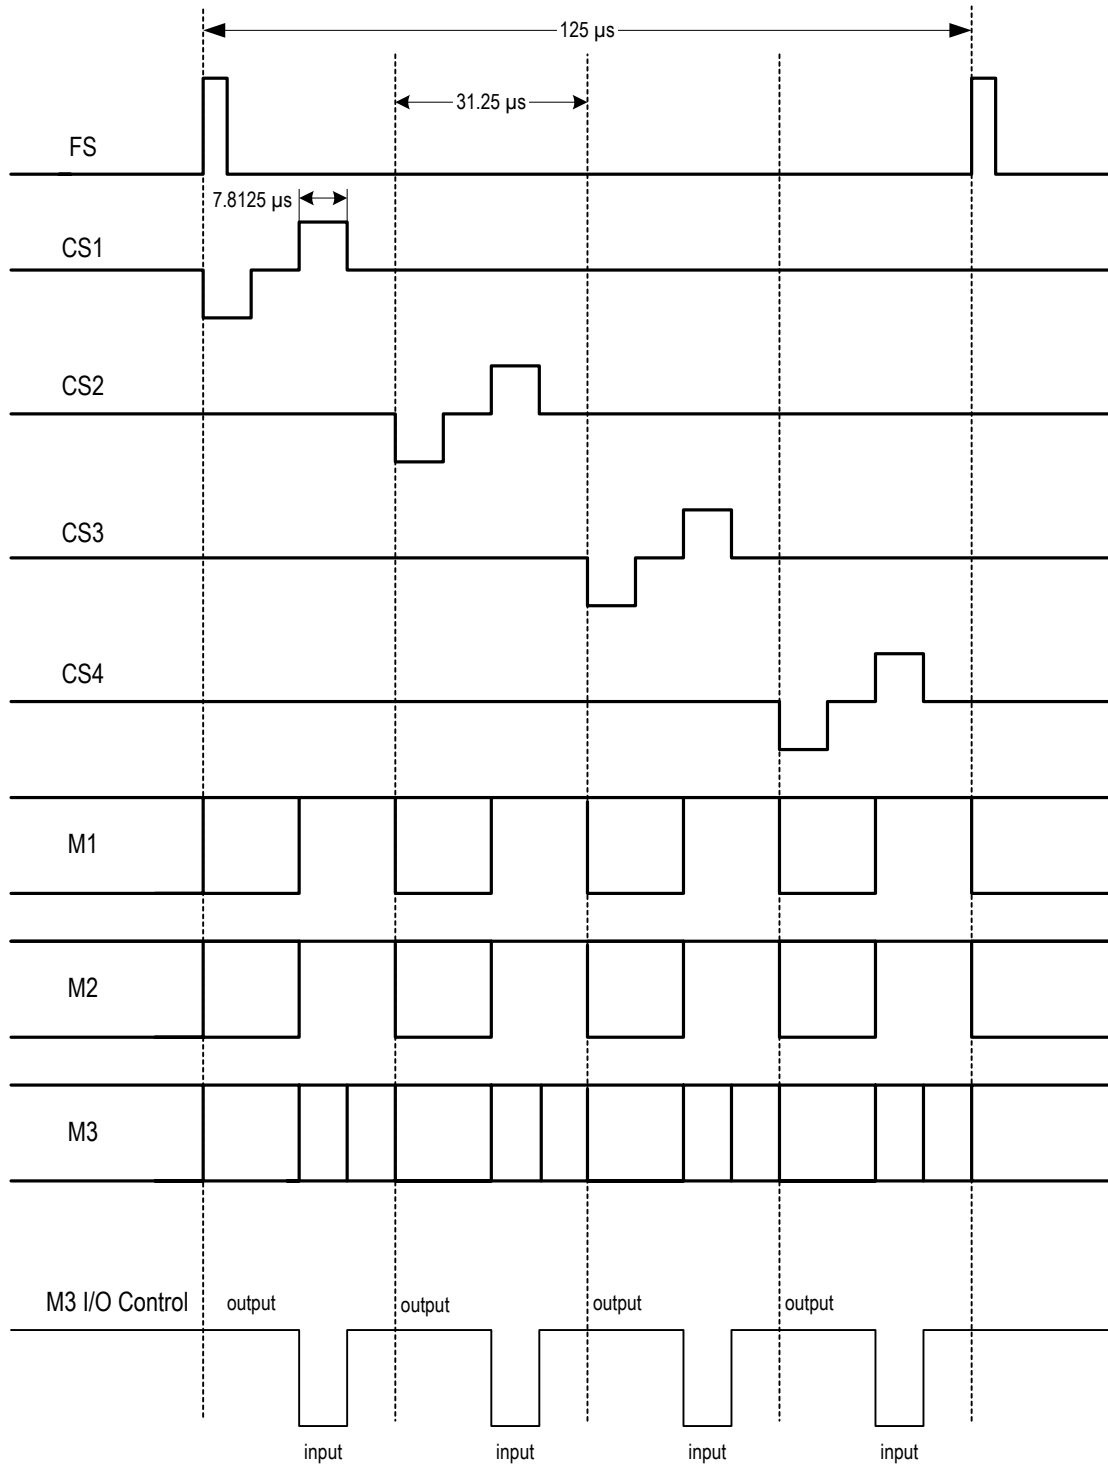 125 µs
31.25 µs
FS
7.8125 µs
CS1
CS2
CS3
CS4
M1
M2
M3
M3 I/O Control output output output output
input input input input